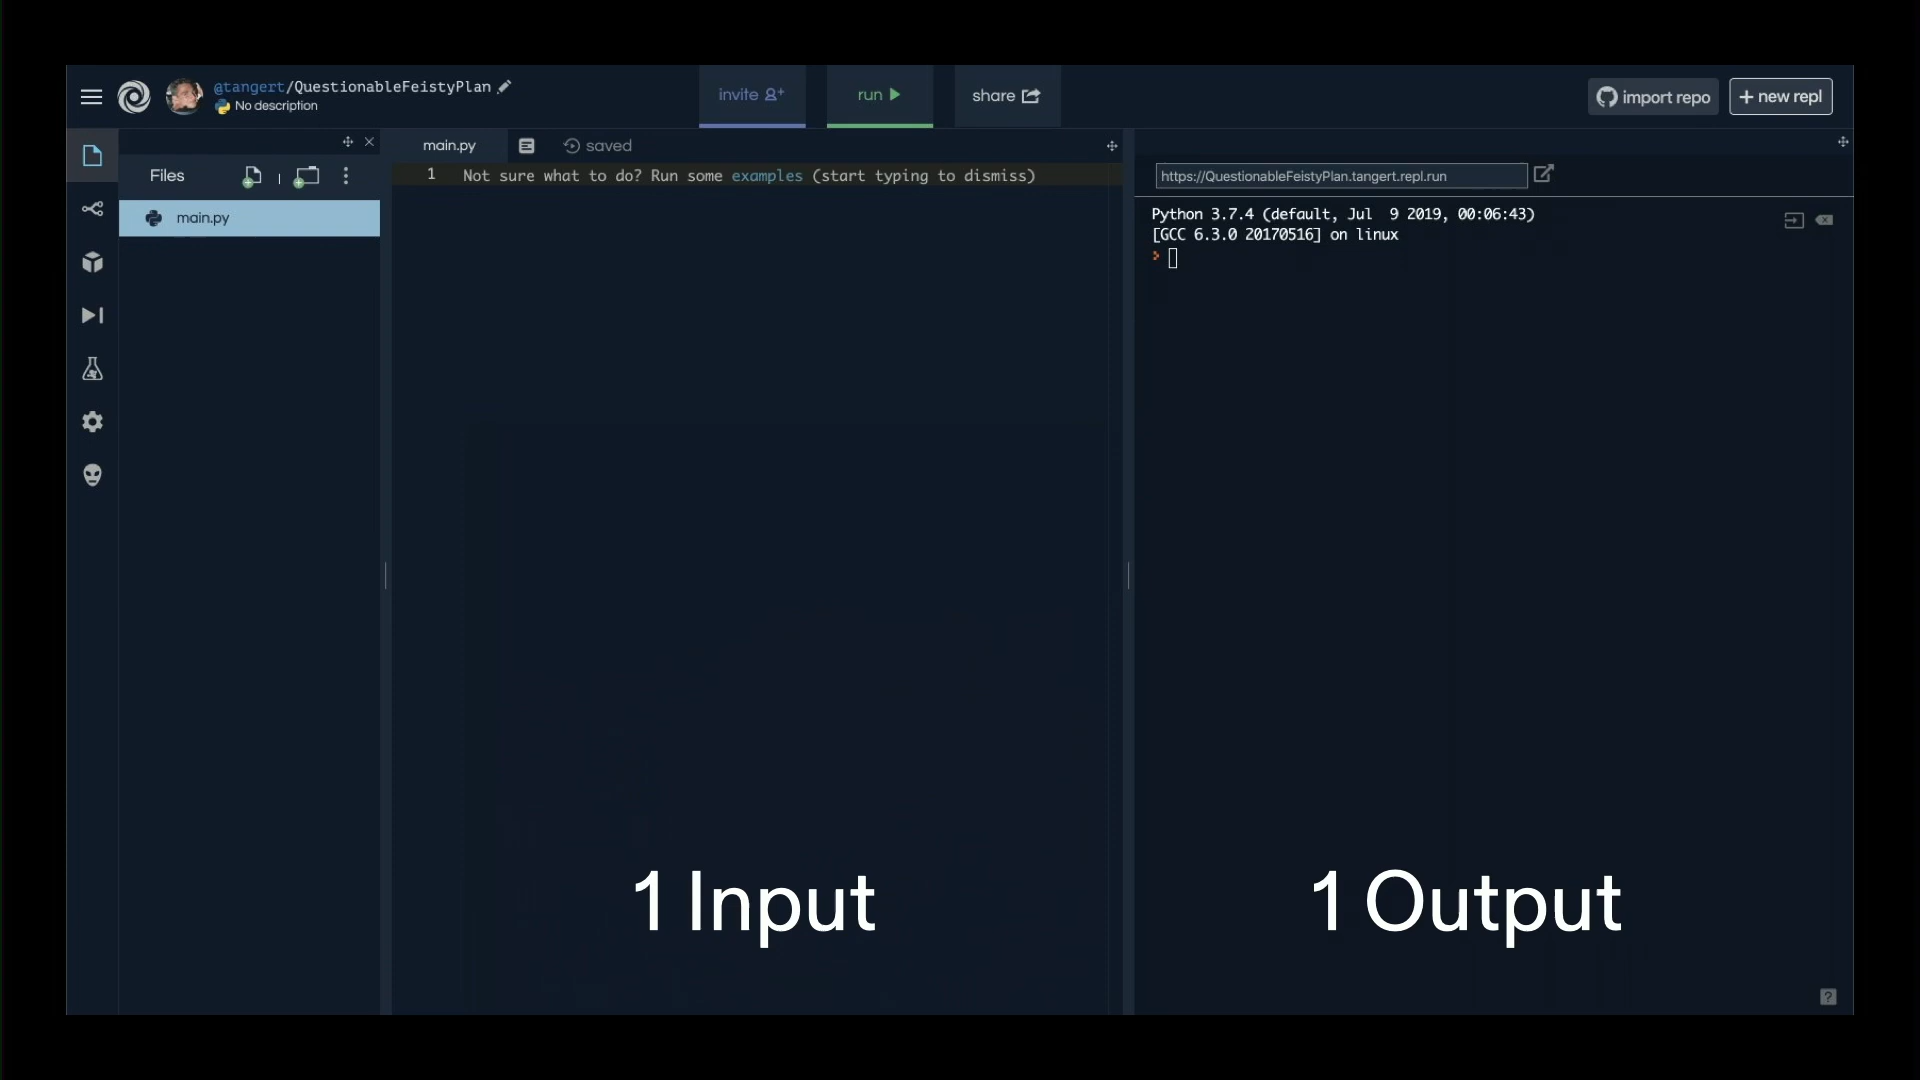 @tangert/QuestionableFeistyPlan
No description
invite
run
share
import repo
+ new repl
Files
main.py
main.py
saved
1 Not sure what to do? Run some examples (start typing to dismiss)
https://QuestionableFeistyPlan.tangert.repl.run
Python 3.7.4 (default, Jul  9 2019, 00:06:43)
[GCC 6.3.0 20170516] on linux
1 Input
1 Output
?